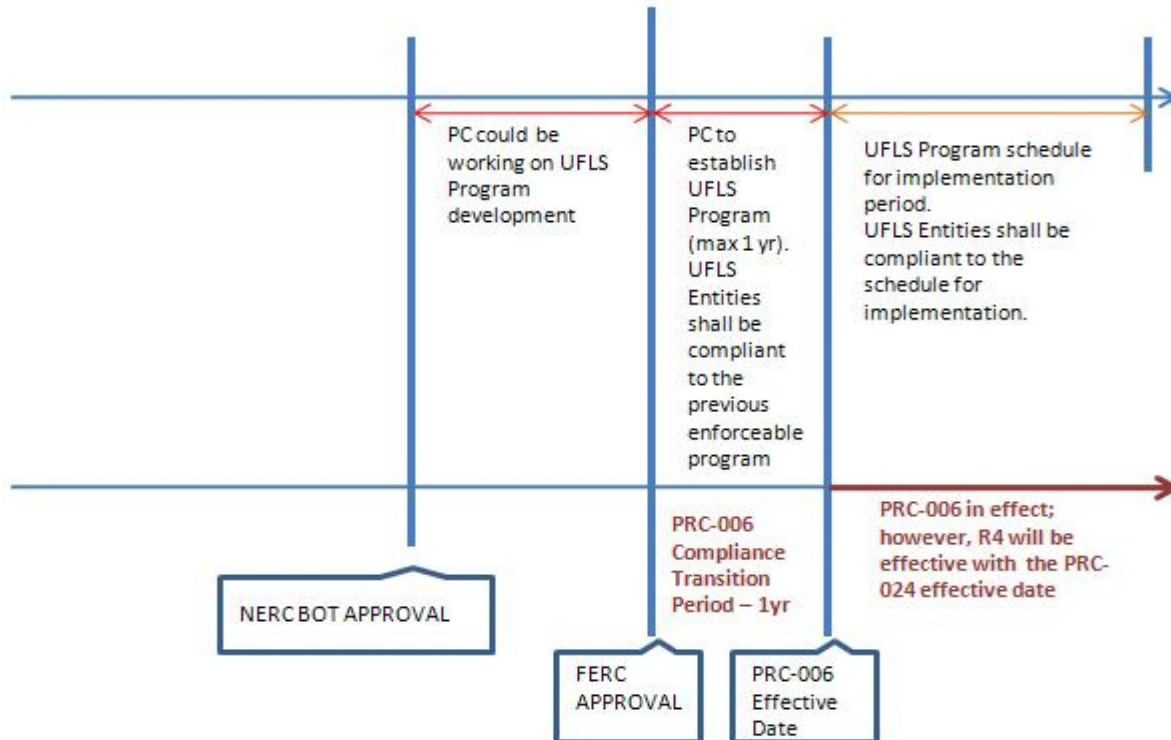 PC could be
working on UFLS
Program
development
PC to
establish
UFLS
Program
(max 1 yr).
UFLS
Entities
shall be
compliant
to the
previous
enforceable
program
UFLS Program schedule
for implementation
period.
UFLS Entities shall be
compliant to the
schedule for
implementation.
PRC-006
Compliance
Transition
Period – 1yr
PRC-006 in effect;
however, R4 will be
effective with the PRC-
024 effective date
NERC BOT APPROVAL
FERC
APPROVAL
PRC-006
Effective
Date